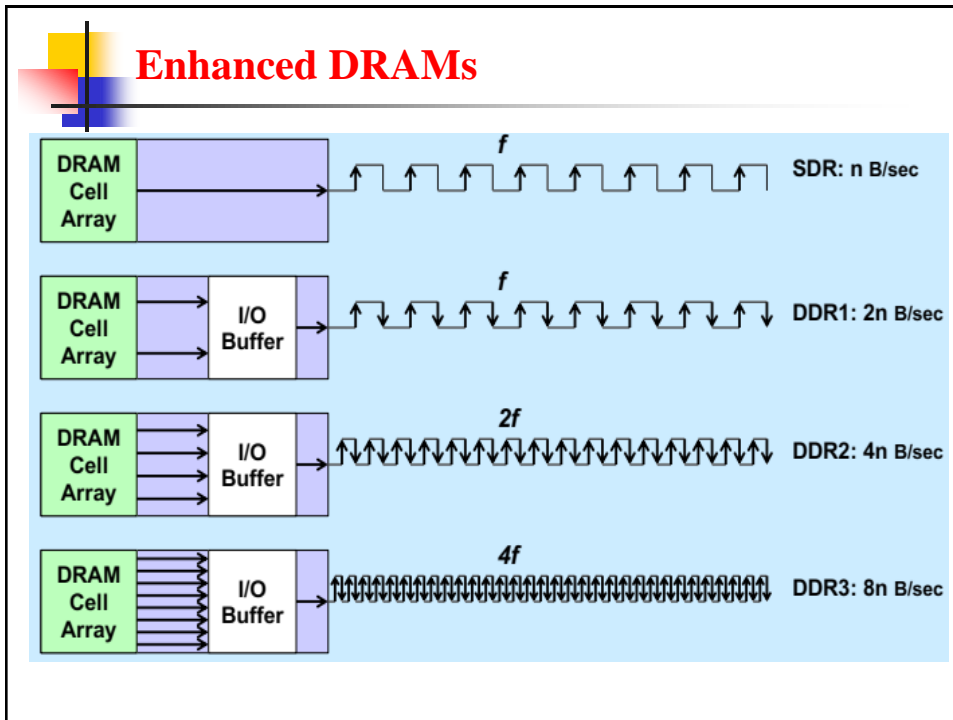 Enhanced DRAMs
DRAM
Cell
Array
f
SDR: n B/sec
DRAM
Cell
Array
I/O
Buffer
f
DDR1: 2n B/sec
DRAM
Cell
Array
I/O
Buffer
2f
DDR2: 4n B/sec
DRAM
Cell
Array
I/O
Buffer
4f
DDR3: 8n B/sec